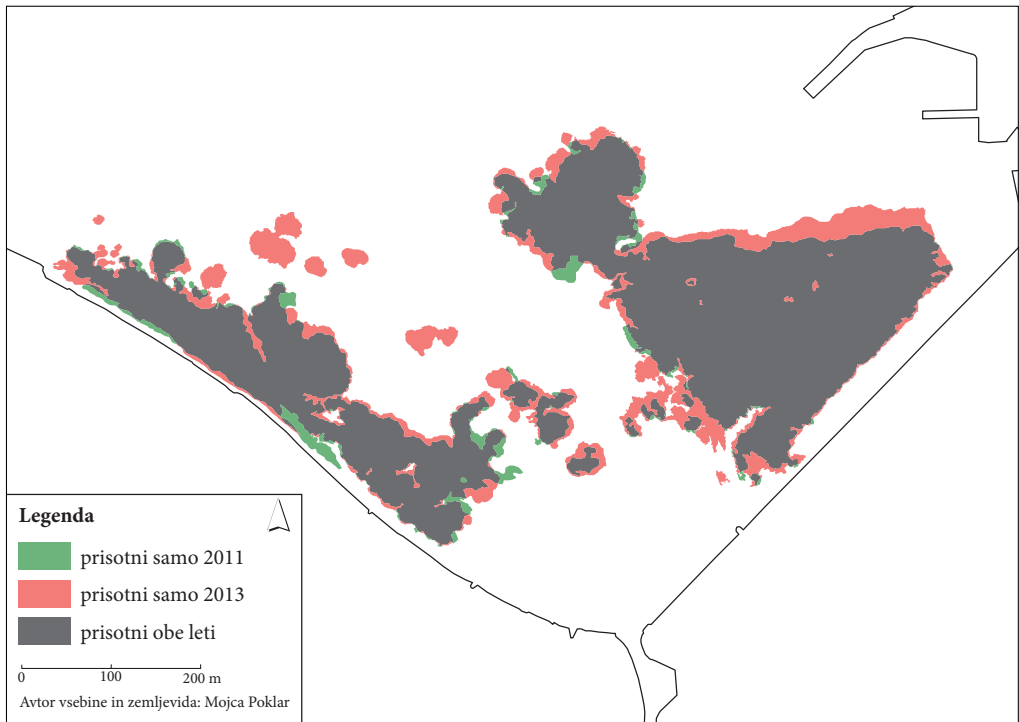 Legenda
prisotni samo 2011
prisotni samo 2013
prisotni obe leti
0 100 200 m
Avtor vsebine in zemljevida: Mojca Poklar